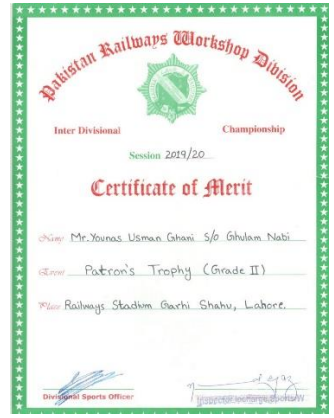 Pakistan Railways Workshop Division
Inter Divisional Championship
Session 2019/20
Certificate of Merit
Name Mr. Younas Usman Ghani S/o Ghulam Nabi
Event Patron's Trophy (Grade II)
Place Railways Stadium Garhi Shahu, Lahore.
Divisional Sports Officer